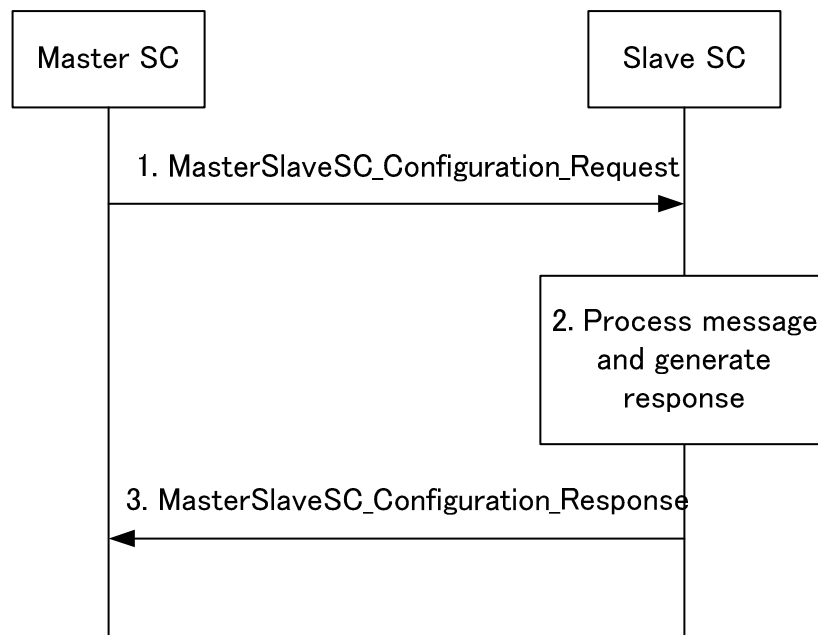 Master SC
Slave SC
1. MasterSlaveSC_Configuration_Request
2. Process message
and generate
response
3. MasterSlaveSC_Configuration_Response